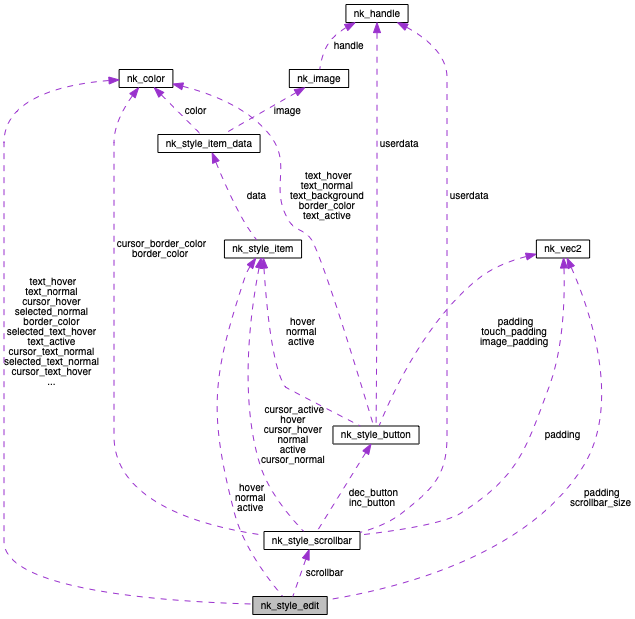 nk_handle
handle
nk_color
nk_image
color
image
nk_style_item_data
userdata
text_hover
text_normal
text_background
border_color
text_active
userdata
data
cursor_border_color
border_color
nk_style_item
nk_vec2
text_hover
text_normal
cursor_hover
selected_normal
border_color
selected_text_hover
text_active
cursor_text_normal
selected_text_normal
cursor_text_hover
...
hover
normal
active
padding
touch_padding
image_padding
cursor_active
hover
cursor_hover
normal
active
cursor_normal
nk_style_button
padding
hover
normal
active
dec_button
inc_button
padding
scrollbar_size
nk_style_scrollbar
scrollbar
nk_style_edit